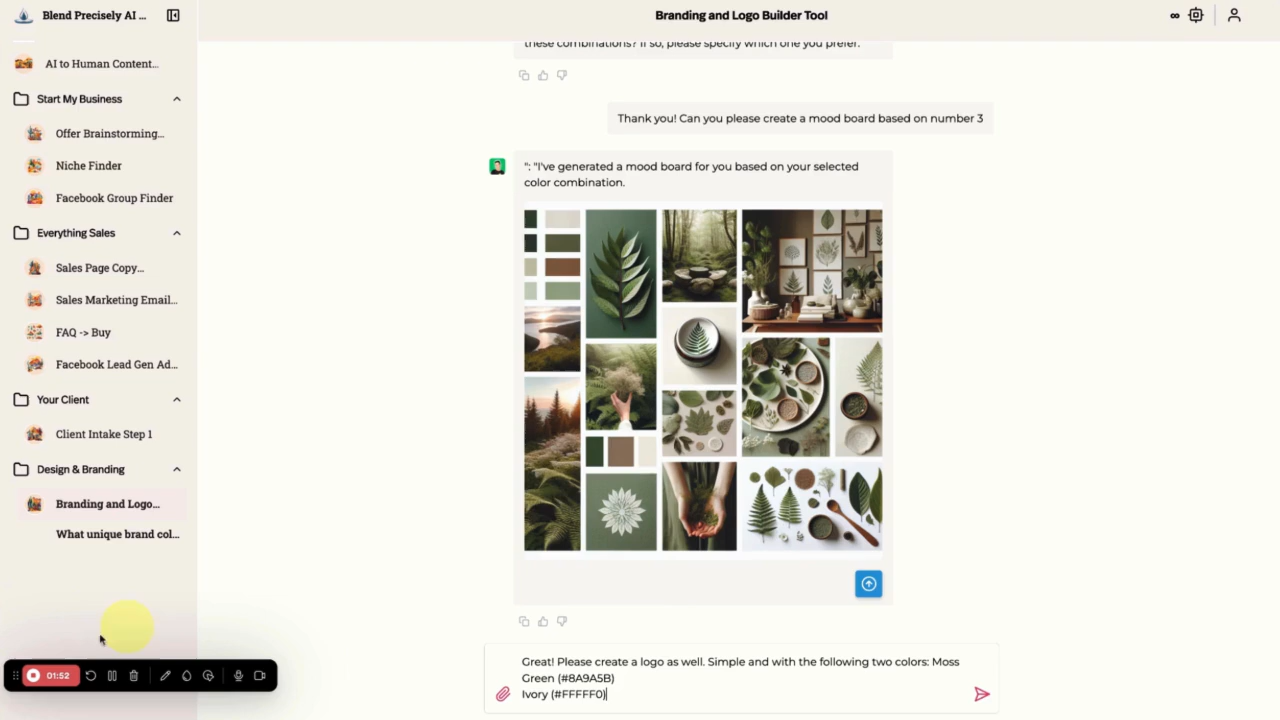 Blend Precisely AI ...
Branding and Logo Builder Tool
AI to Human Content...
Start My Business
Offer Brainstorming...
Niche Finder
Facebook Group Finder
Everything Sales
Sales Page Copy...
Sales Marketing Email...
FAQ -> Buy
Facebook Lead Gen Ad...
Your Client
Client Intake Step 1
Design & Branding
Branding and Logo...
What unique brand col...
01:52
these combinations? If so, please specify which one you prefer.
Thank you! Can you please create a mood board based on number 3
": "I've generated a mood board for you based on your selected
color combination.
Great! Please create a logo as well. Simple and with the following two colors: Moss
Green (#8A9A5B)
Ivory (#FFFFF0)